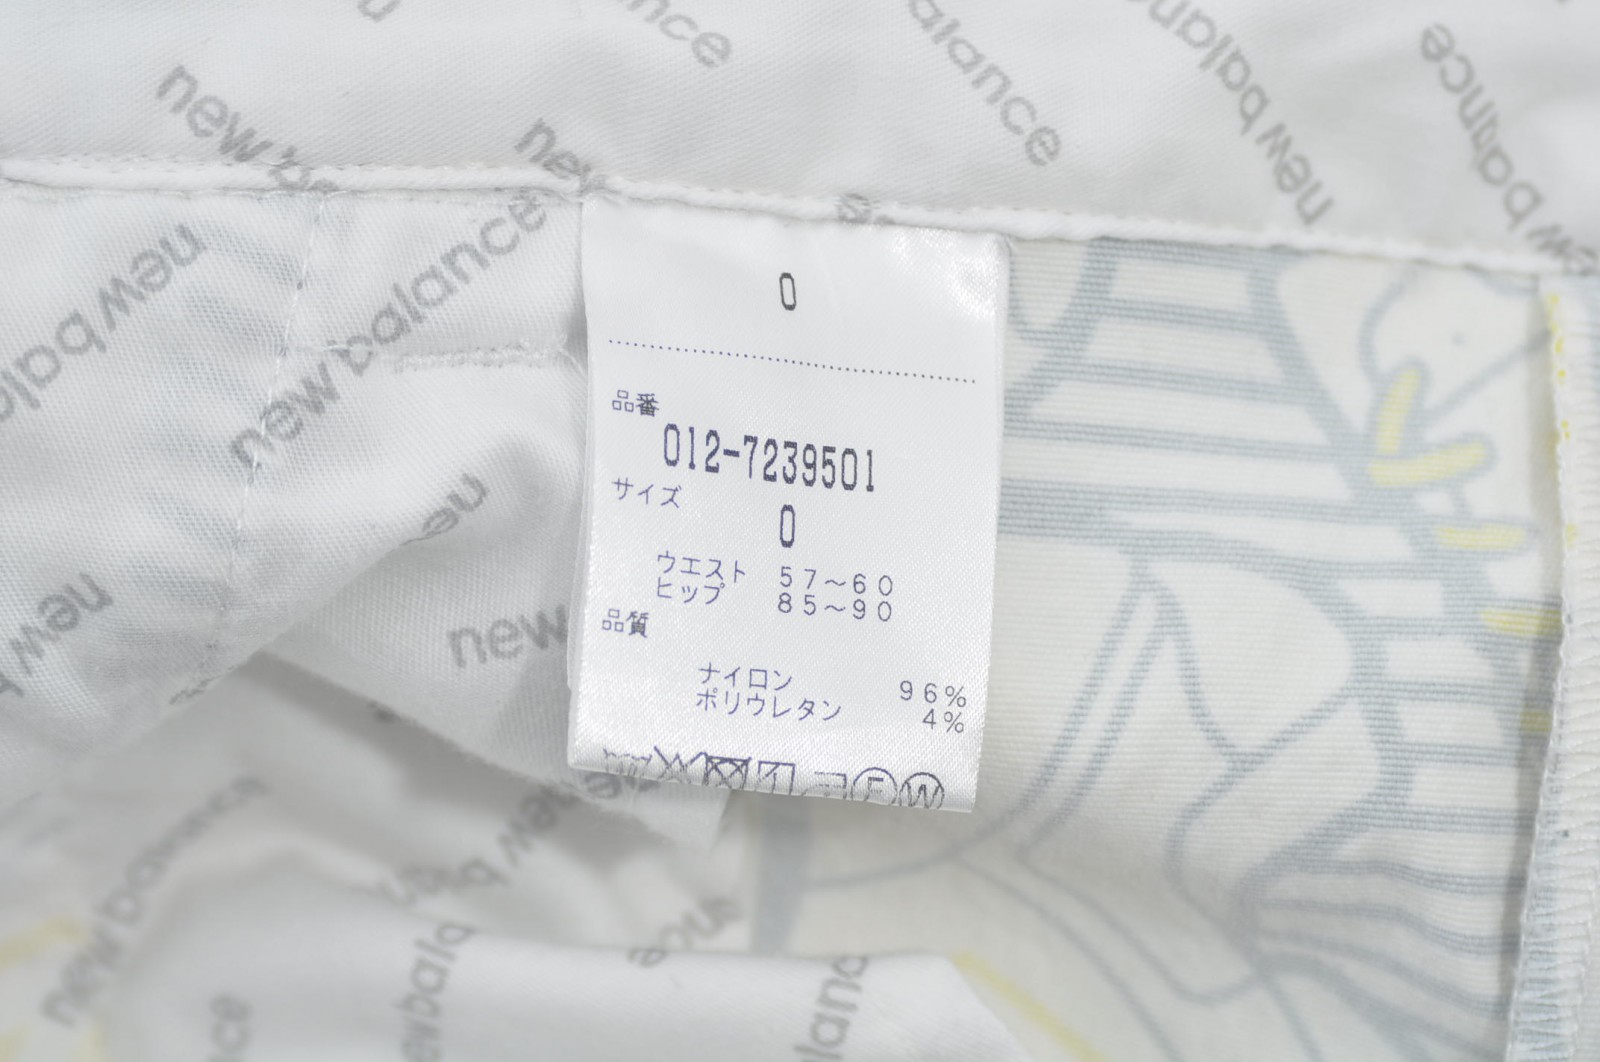 new balance
new balance
new balance
new balance
0
品番
012-7239501
サイズ
0
ウエスト 57〜60
ヒップ 85〜90
品質
ナイロン 96%
ポリウレタン 4%
F W
new
new
new balance